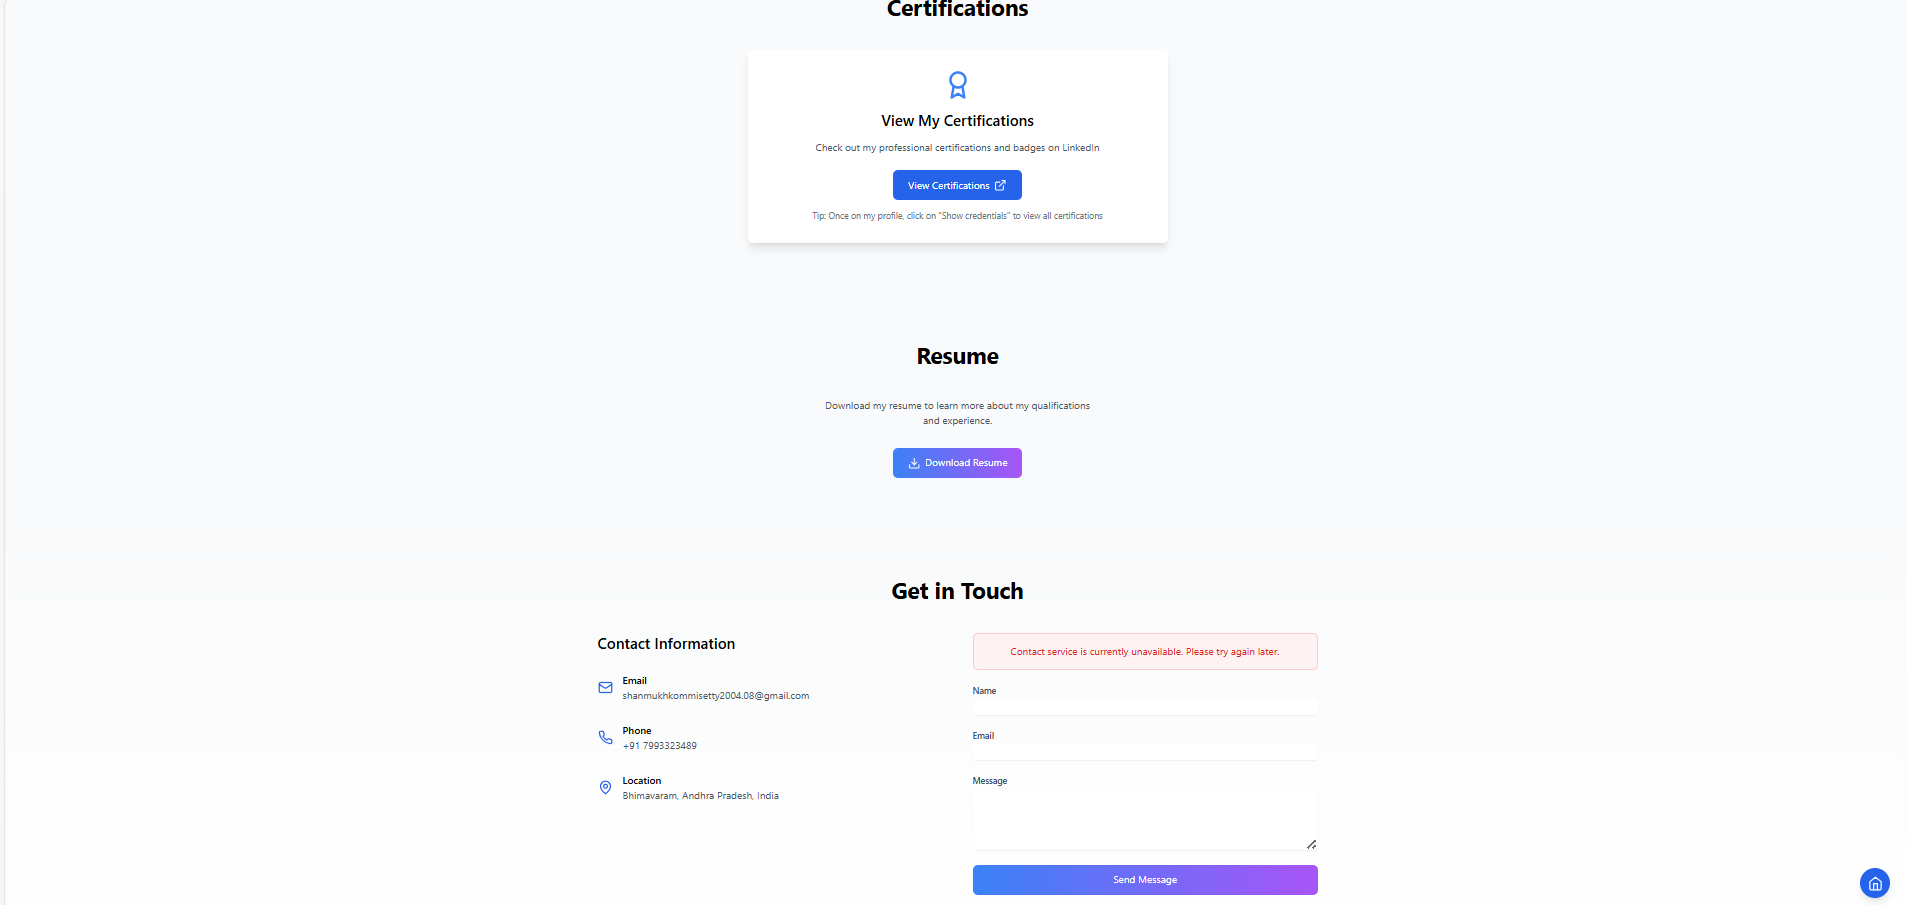 Certifications
View My Certifications
Check out my professional certifications and badges on LinkedIn
View Certifications
Tip: Once on my profile, click on "Show credentials" to view all certifications
Resume
Download my resume to learn more about my qualifications
and experience.
Download Resume
Get in Touch
Contact Information
Email
shanmukhkommisetty2004.08@gmail.com
Phone
+91 7993323489
Location
Bhimavaram, Andhra Pradesh, India
Contact service is currently unavailable. Please try again later.
Name
Email
Message
Send Message